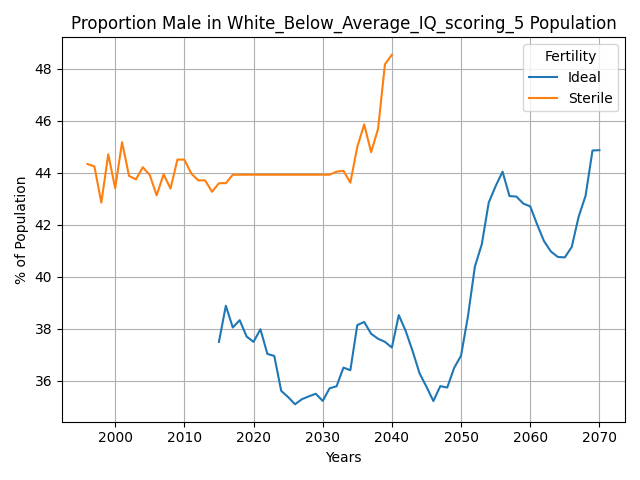 Proportion Male in White_Below_Average_IQ_scoring_5 Population
Fertility
Ideal
Sterile
% of Population
48
46
44
42
40
38
36
2000
2010
2020
2030
2040
2050
2060
2070
Years